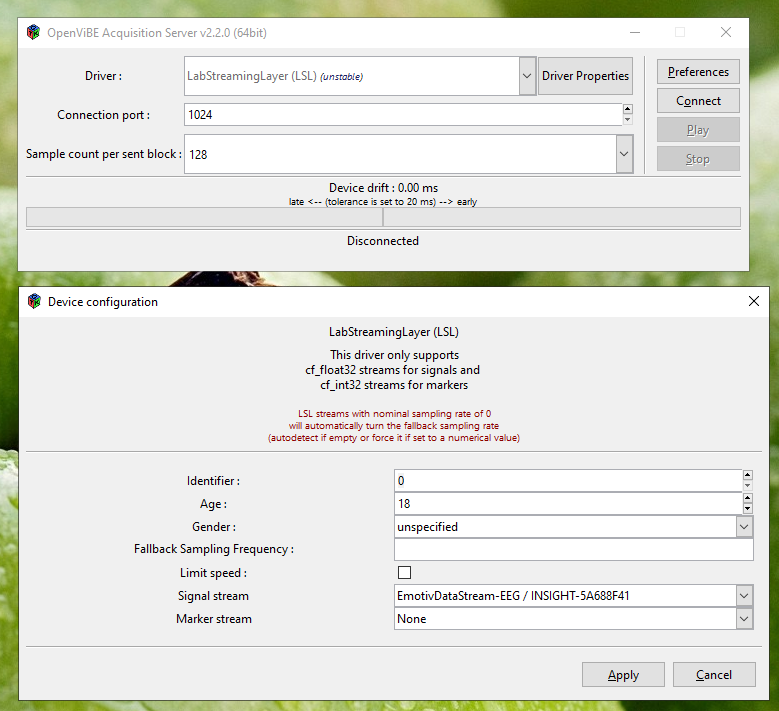 OpenViBE Acquisition Server v2.2.0 (64bit)
Driver :
LabStreamingLayer (LSL) (unstable)
Driver Properties
Preferences
Connection port :
1024
Connect
Play
Sample count per sent block :
128
Stop
Device drift : 0.00 ms
late <-- (tolerance is set to 20 ms) --> early
Disconnected
Device configuration
LabStreamingLayer (LSL)
This driver only supports
cf_float32 streams for signals and
cf_int32 streams for markers
LSL streams with nominal sampling rate of 0
will automatically turn the fallback sampling rate
(autodetect if empty or force it if set to a numerical value)
Identifier :
0
Age :
18
Gender :
unspecified
Fallback Sampling Frequency :
Limit speed :
Signal stream
EmotivDataStream-EEG / INSIGHT-5A688F41
Marker stream
None
Apply
Cancel